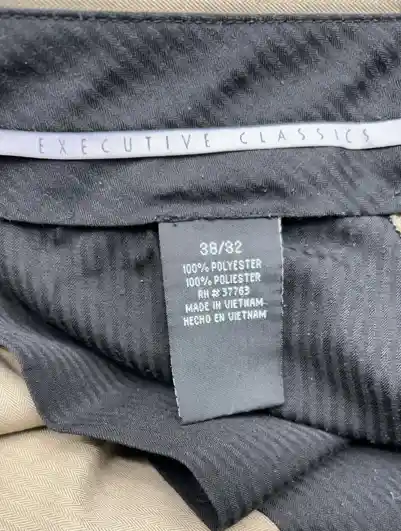 EXECUTIVE CLASSICS
38/32
100% POLYESTER
100% POLIESTER
RN # 37763
MADE IN VIETNAM
HECHO EN VIETNAM